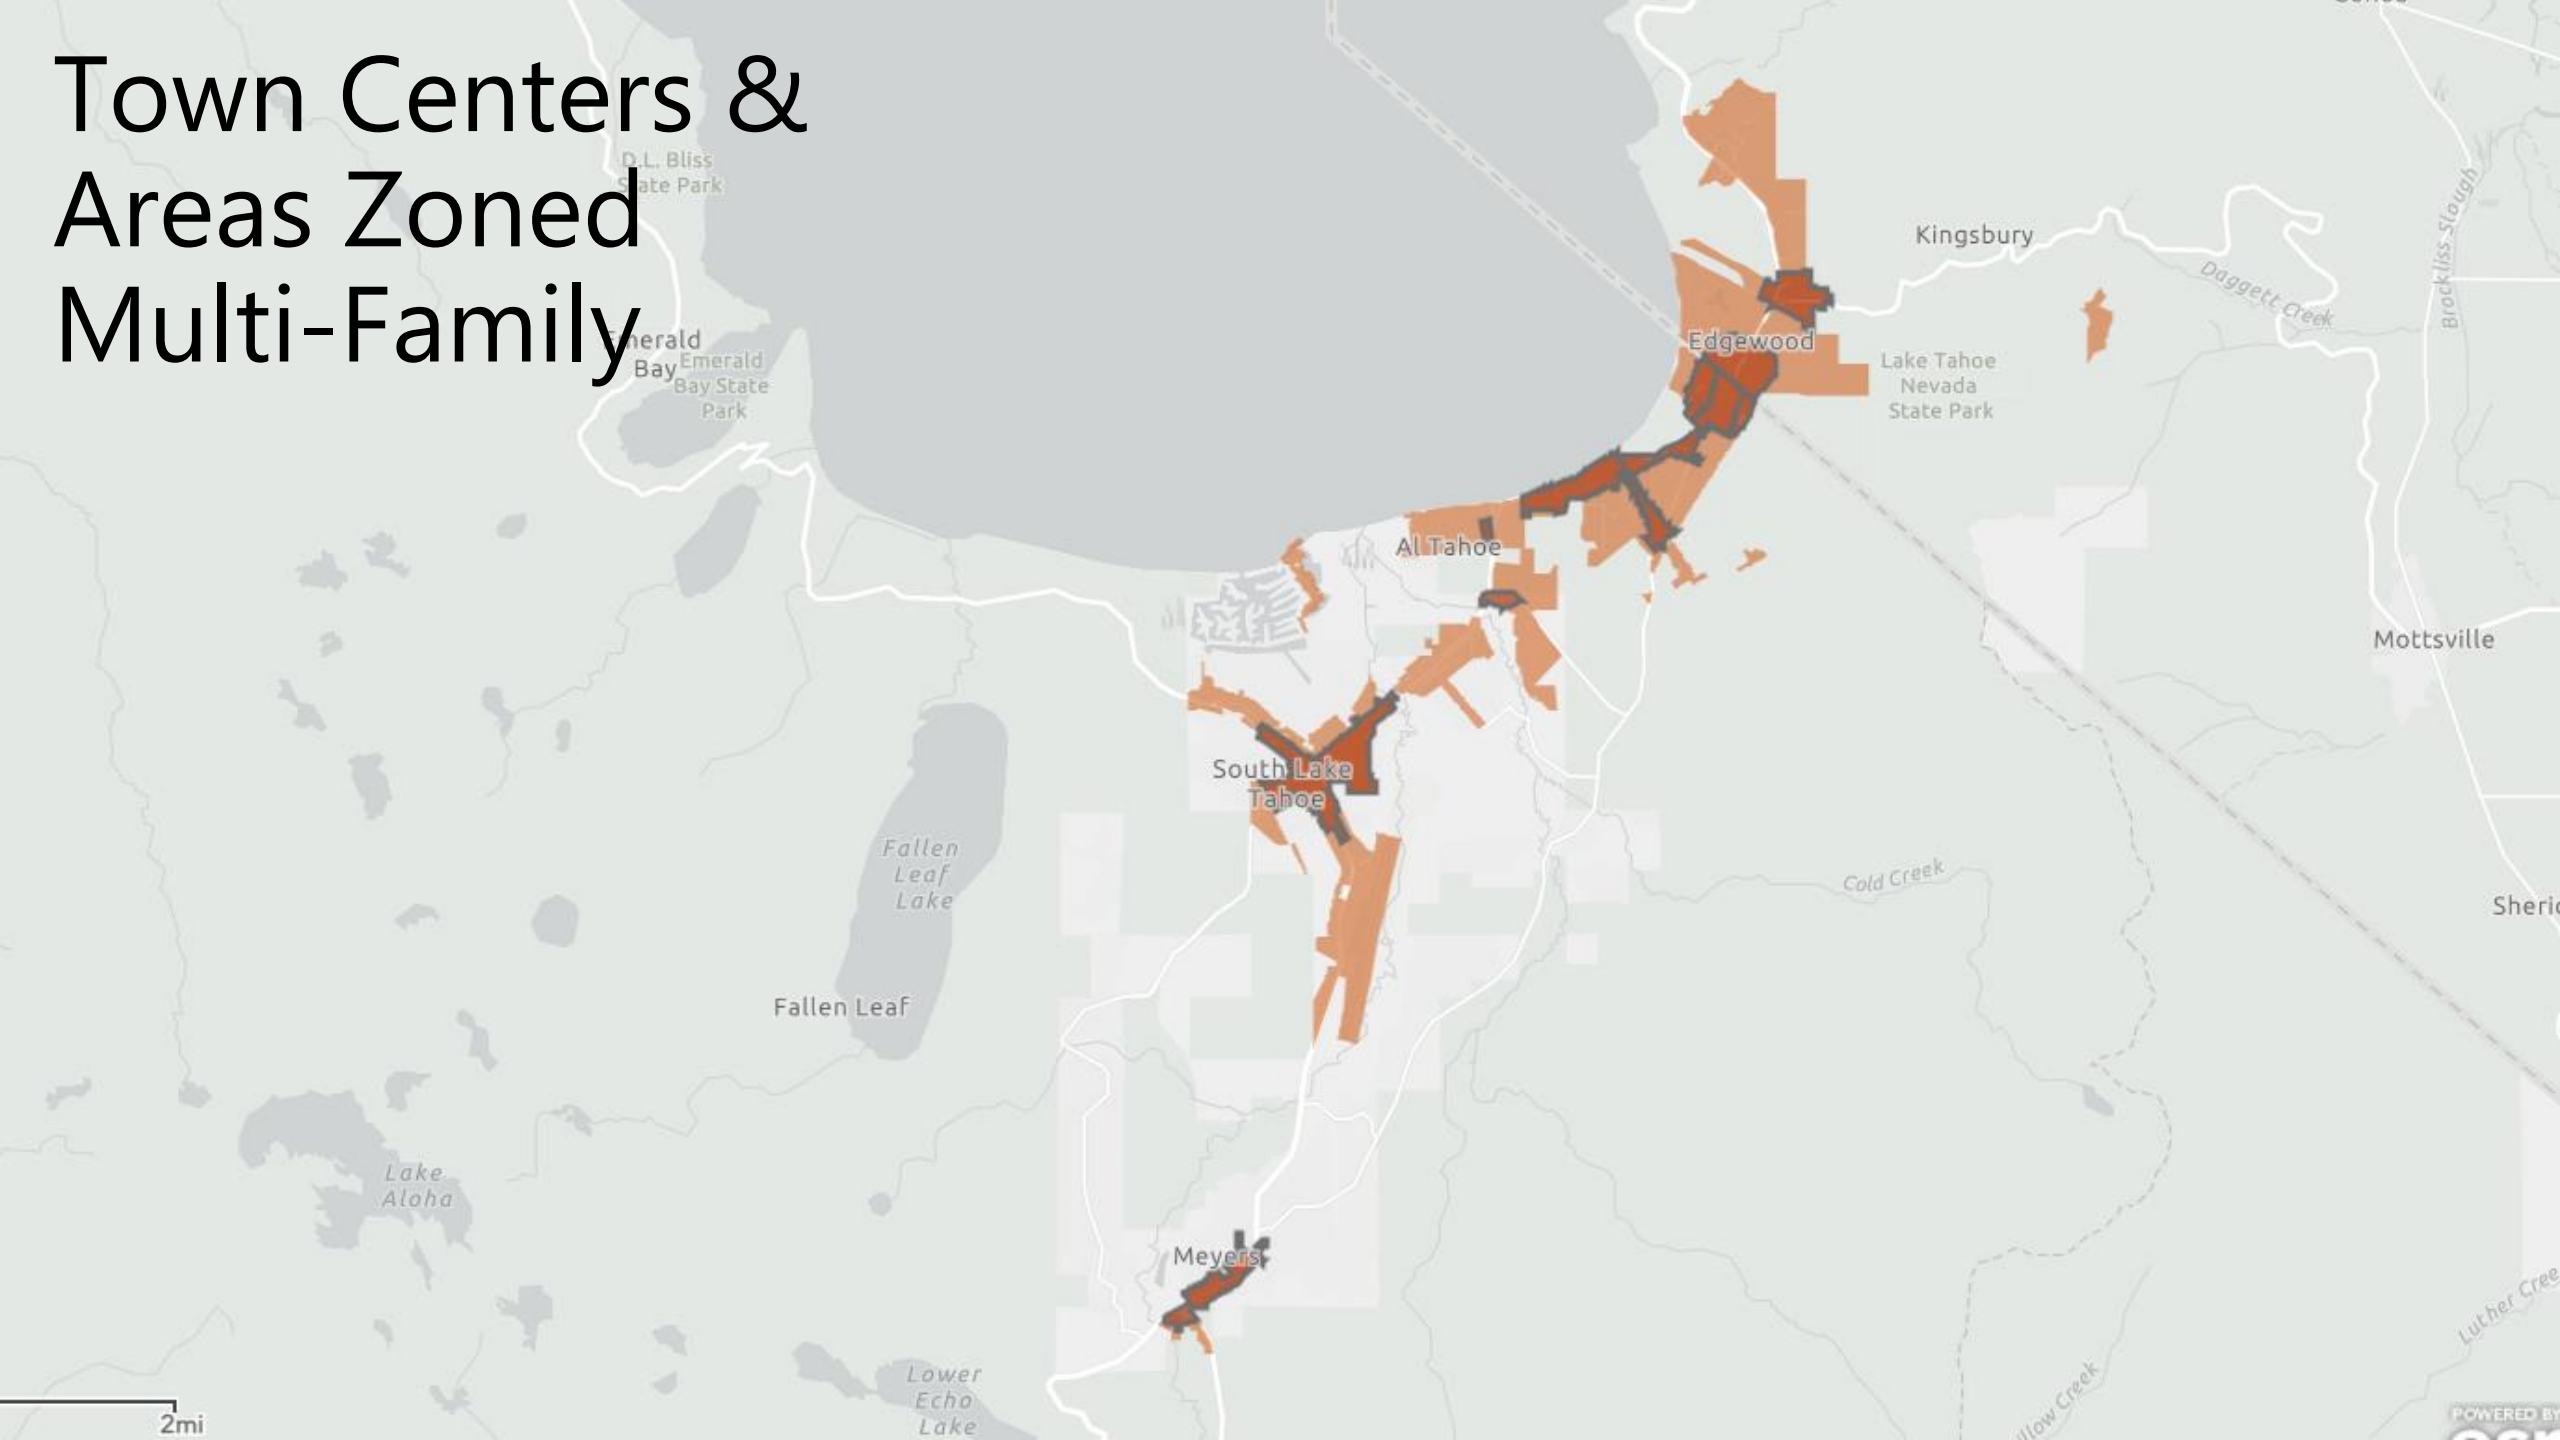 Town Centers &
Areas Zoned
Multi-Family
D.L. Bliss
State Park
Emerald
Bay
Emerald
Bay State
Park
Kingsbury
Daggett Creek
Brockliss Slough
Edgewood
Lake Tahoe
Nevada
State Park
Al Tahoe
Mottsville
South Lake
Tahoe
Fallen
Leaf
Lake
Cold Creek
Fallen Leaf
Lake
Aloha
Meyers
Lower
Echo
Lake
2mi
POWERED BY